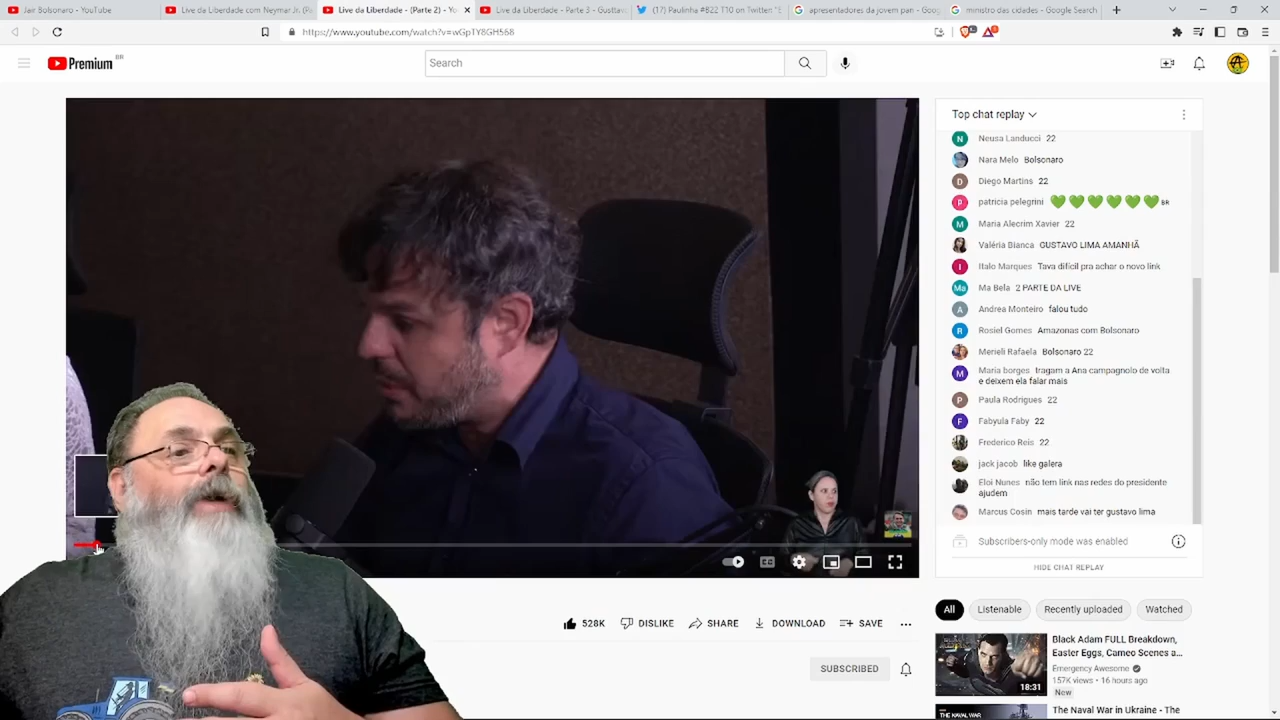 Jair Bolsonaro - YouTube
Live da Liberdade com Neymar Jr. (Pa
Live da Liberdade - (Parte 2) - Yo
Live da Liberdade - Parte 3 - Gustavo
(17) Paulinha #B22 110 on Twitter "E
apresentadores da jovem pan - Goog
ministro das cidades - Google Search
https://www.youtube.com/watch?v=wGp1Y8GH568
Premium BR
Search
Top chat replay
Neusa Landucci 22
Nara Melo Bolsonaro
Diego Martins 22
patricia pelegrini 💚💚💚💚💚💚 BR
Maria Alecrim Xavier 22
Valéria Bianca GUSTAVO LIMA AMANHÃ
Italo Marques Tava difícil pra achar o novo link
Ma Bela 2 PARTE DA LIVE
Andrea Monteiro falou tudo
Rosiel Gomes Amazonas com Bolsonaro
Merieli Rafaela Bolsonaro 22
Maria borges tragam a Ana campagnolo de volta
e deixem ela falar mais
Paula Rodrigues 22
Fabyula Faby 22
Frederico Reis 22
jack jacob like galera
Eloi Nunes não tem link nas redes do presidente
ajudem
Marcus Cosin mais tarde vai ter gustavo lima
Subscribers-only mode was enabled
HIDE CHAT REPLAY
528K
DISLIKE
SHARE
DOWNLOAD
SAVE
SUBSCRIBED
All
Listenable
Recently uploaded
Watched
Black Adam FULL Breakdown,
Easter Eggs, Cameo Scenes a...
Emergency Awesome
157K views • 16 hours ago
New
18:31
The Naval War in Ukraine - The
THE NAVAL WAR